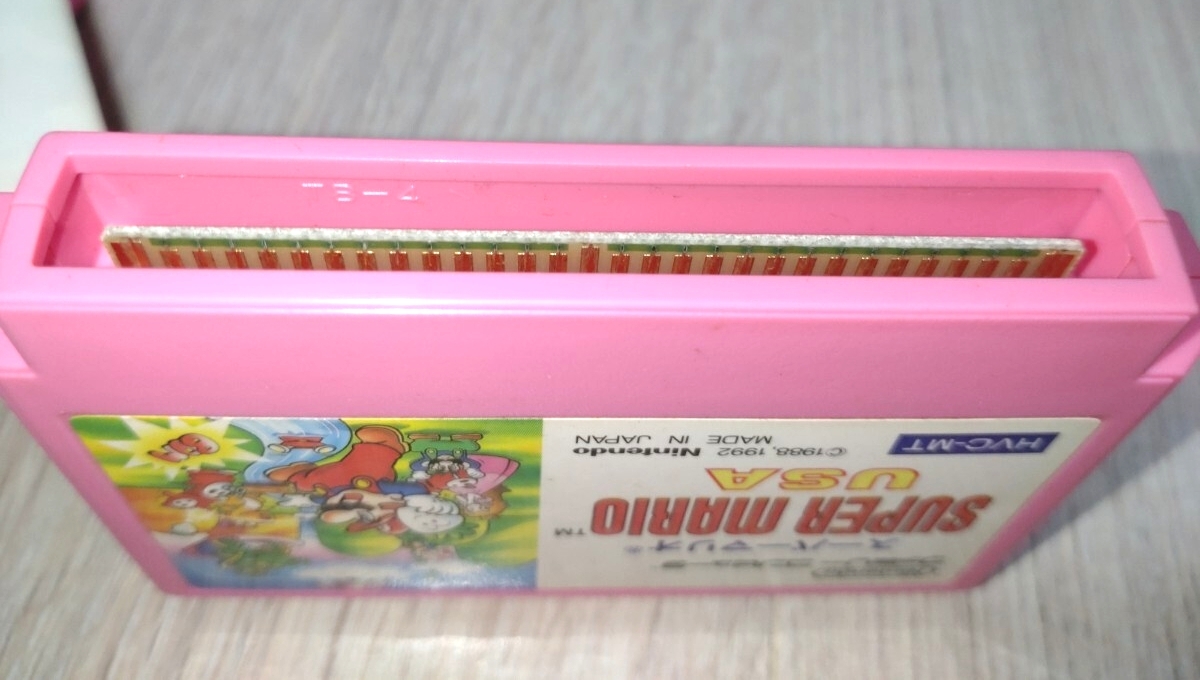 スーパーマリオ®
SUPER MARIO™
USA
©1988, 1992 Nintendo
MADE IN JAPAN
HVC-MT